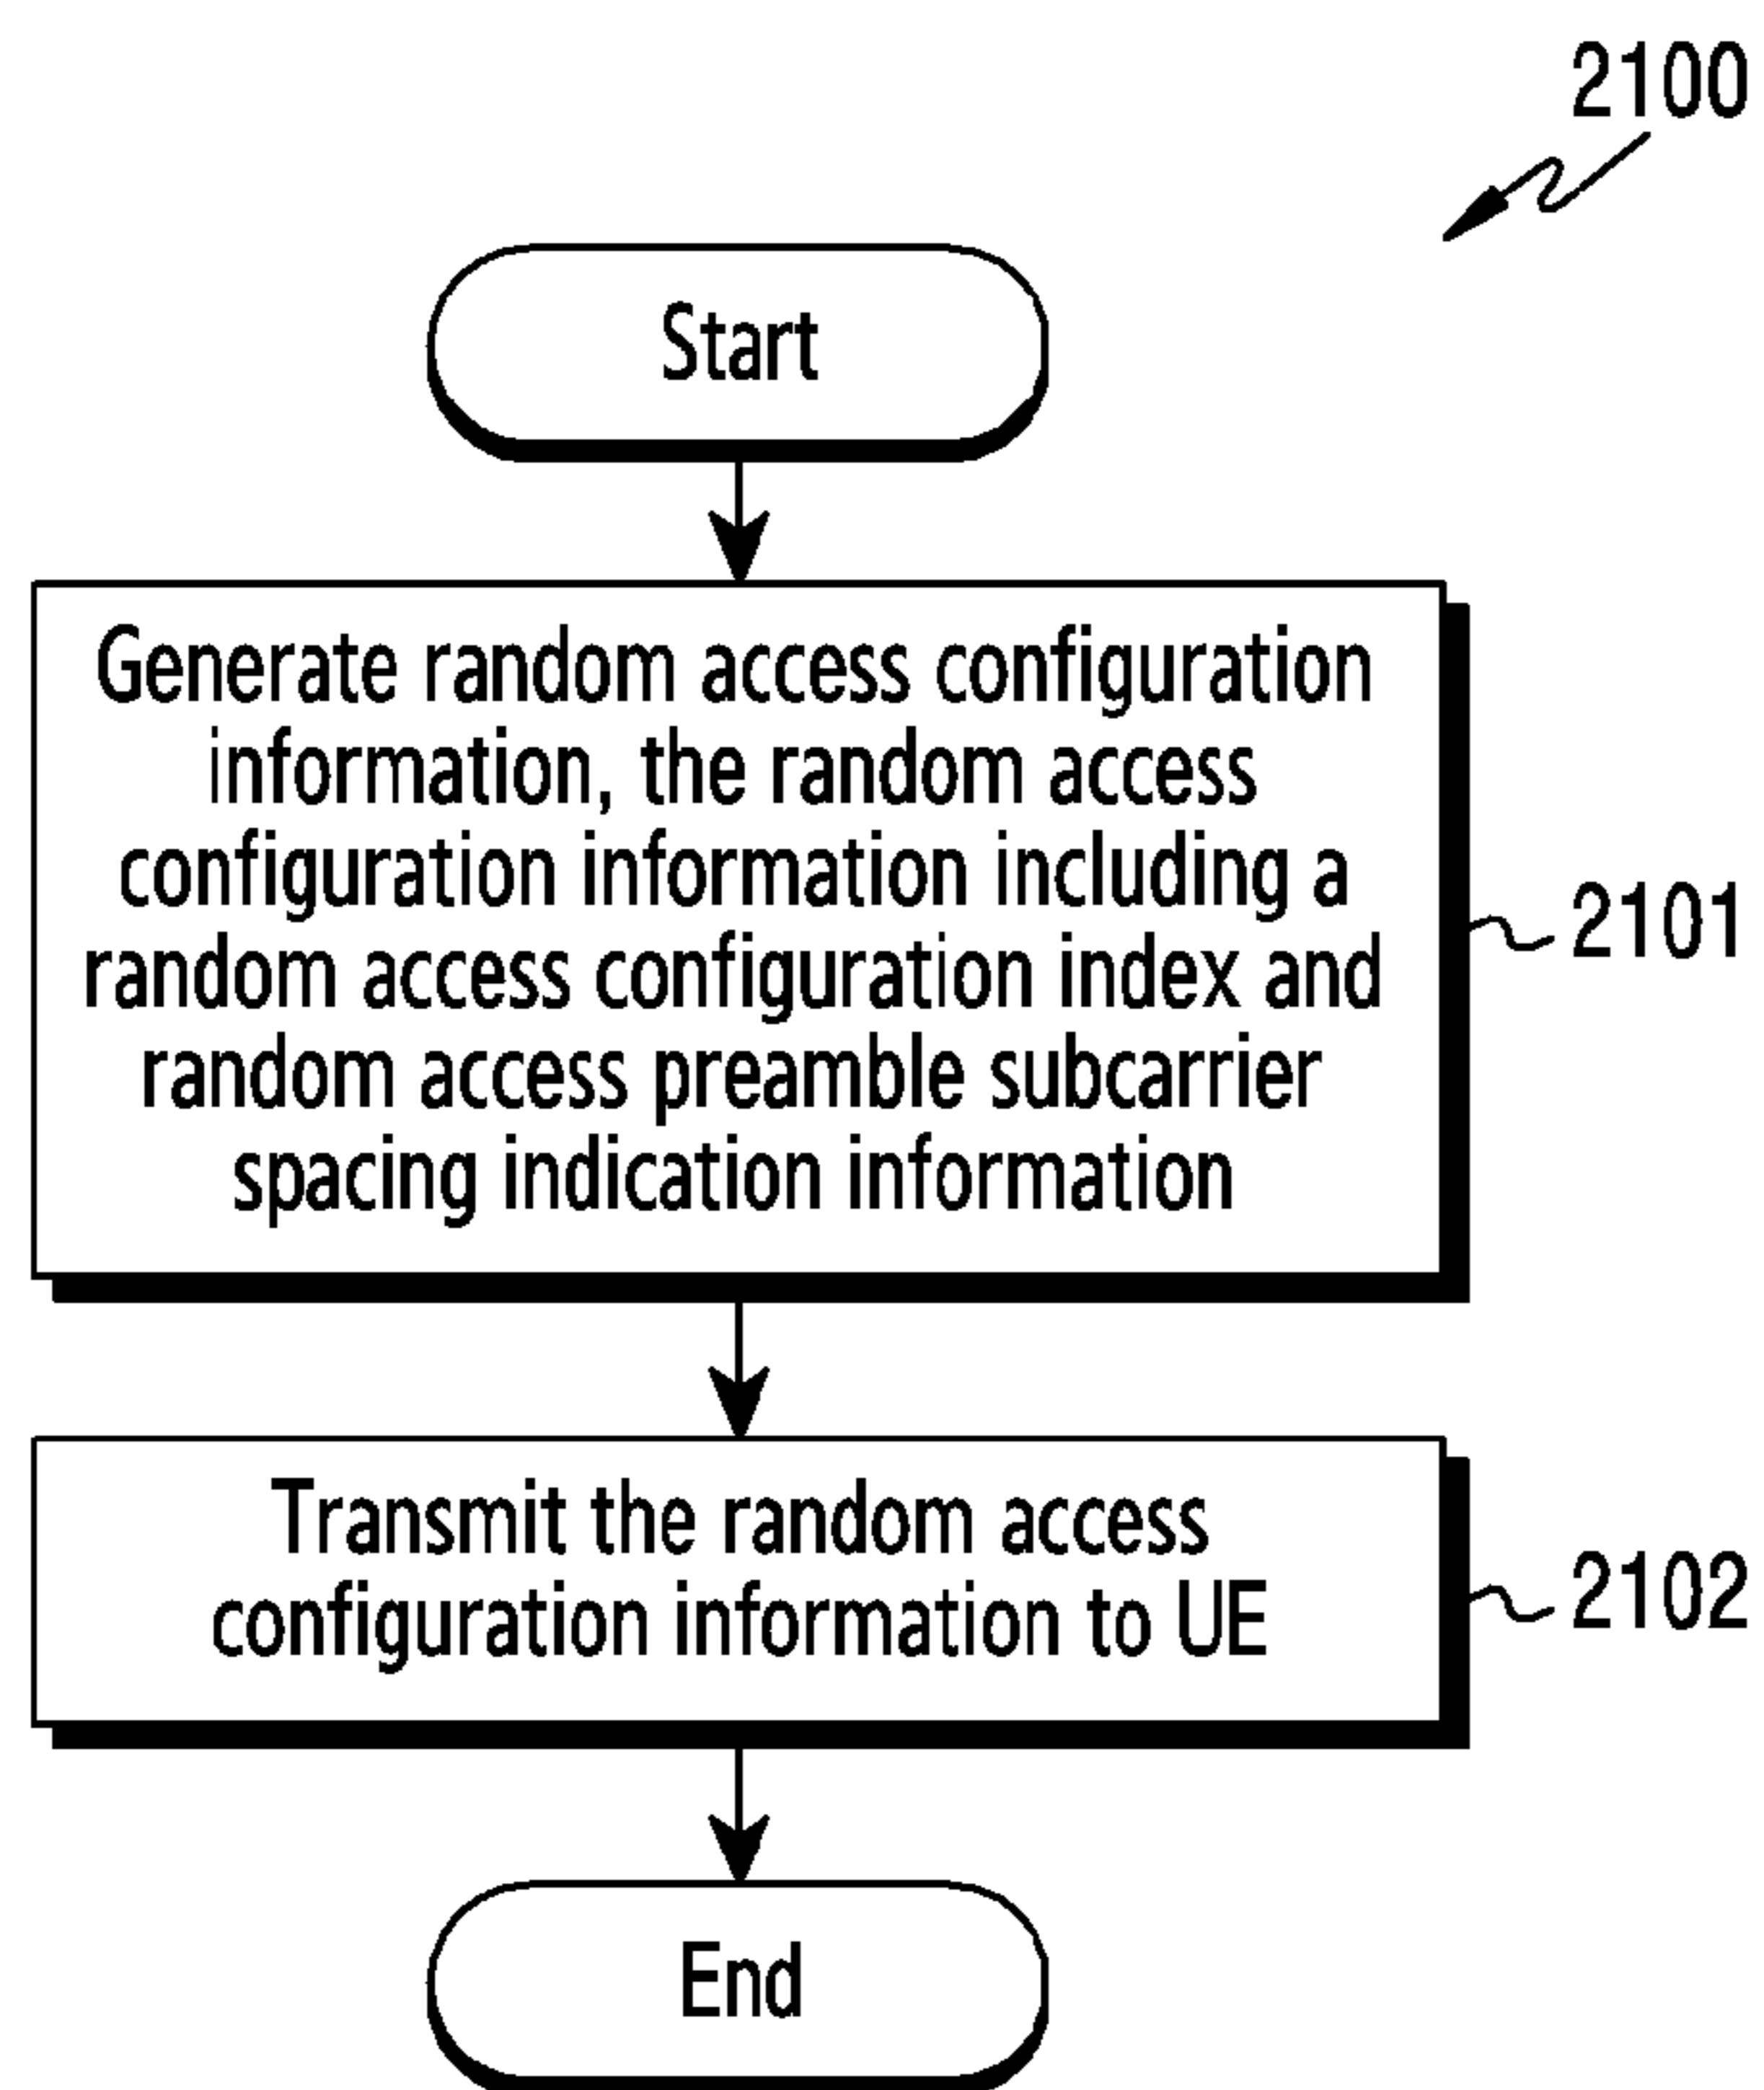 2100
Start
Generate random access configuration
information, the random access
configuration information including a
random access configuration index and
random access preamble subcarrier
spacing indication information
2101
Transmit the random access
configuration information to UE
2102
End